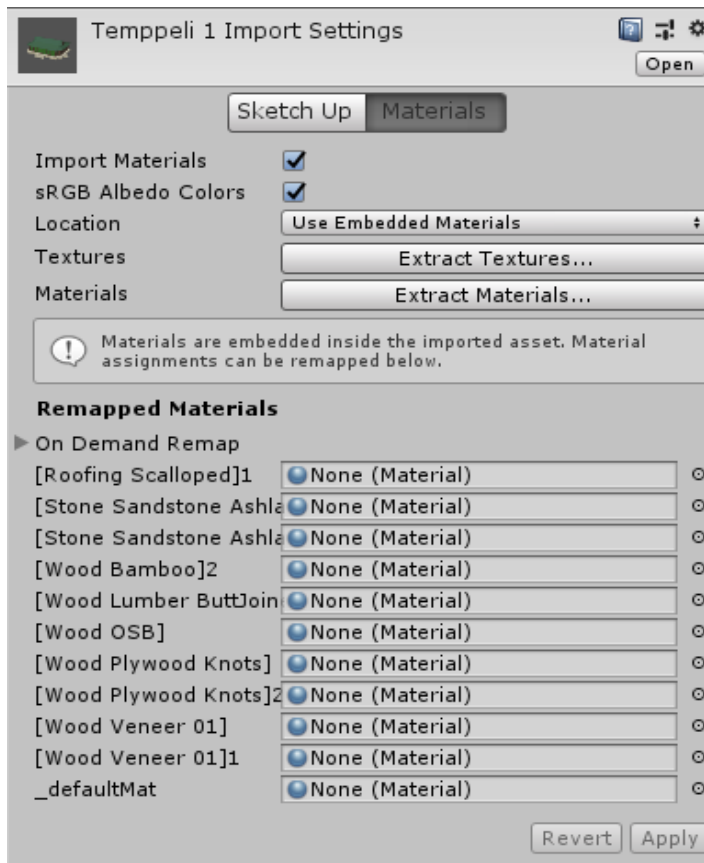 Temppeli 1 Import Settings
Open
Sketch Up Materials
Import Materials
sRGB Albedo Colors
Location Use Embedded Materials
Textures Extract Textures...
Materials Extract Materials...
Materials are embedded inside the imported asset. Material
assignments can be remapped below.
Remapped Materials
On Demand Remap
[Roofing Scalloped]1 None (Material)
[Stone Sandstone Ashla None (Material)
[Stone Sandstone Ashla None (Material)
[Wood Bamboo]2 None (Material)
[Wood Lumber ButtJoin None (Material)
[Wood OSB] None (Material)
[Wood Plywood Knots] None (Material)
[Wood Plywood Knots]2 None (Material)
[Wood Veneer 01] None (Material)
[Wood Veneer 01]1 None (Material)
_defaultMat None (Material)
Revert Apply